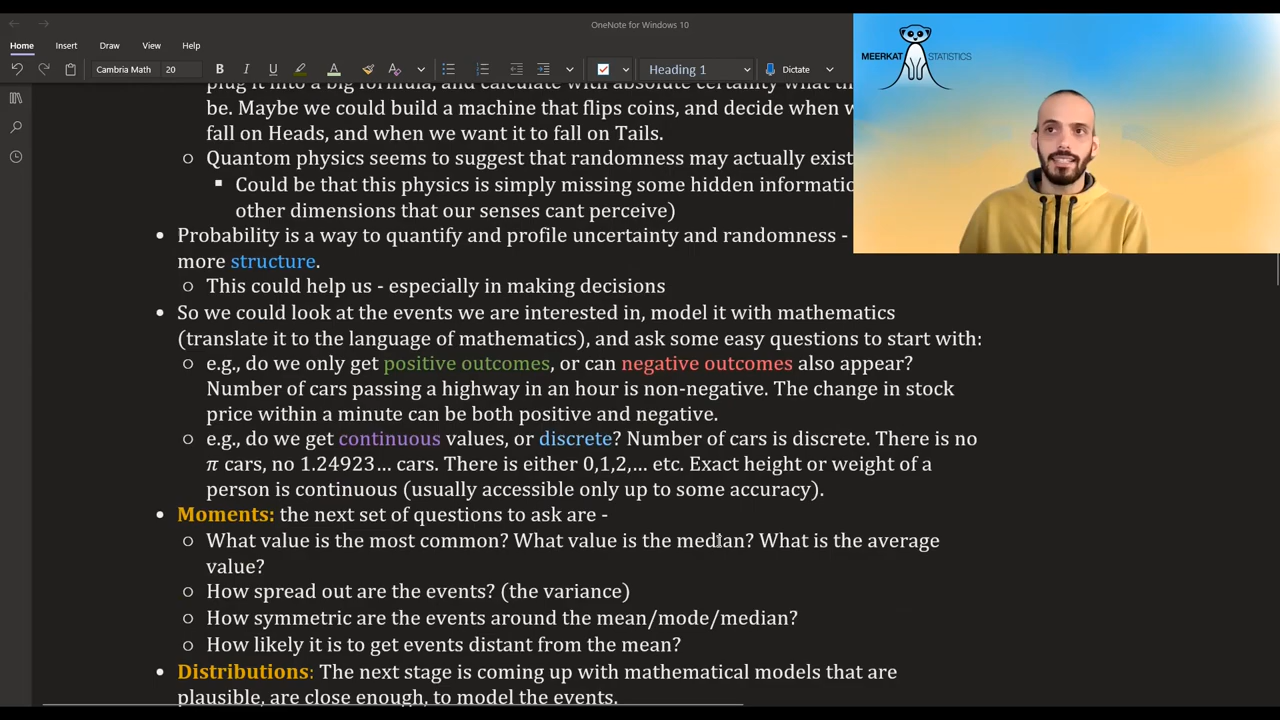 OneNote for Windows 10
Home Insert Draw View Help
Cambria Math 20 B I U A Heading 1 Dictate
MEERKAT STATISTICS
plug it into a big formula, and calculate with absolute certainty what th
be. Maybe we could build a machine that flips coins, and decide when w
fall on Heads, and when we want it to fall on Tails.
Quantom physics seems to suggest that randomness may actually exist
Could be that this physics is simply missing some hidden informatio
other dimensions that our senses cant perceive)
Probability is a way to quantify and profile uncertainty and randomness -
more structure.
This could help us - especially in making decisions
So we could look at the events we are interested in, model it with mathematics
(translate it to the language of mathematics), and ask some easy questions to start with:
e.g., do we only get positive outcomes, or can negative outcomes also appear?
Number of cars passing a highway in an hour is non-negative. The change in stock
price within a minute can be both positive and negative.
e.g., do we get continuous values, or discrete? Number of cars is discrete. There is no
π cars, no 1.24923... cars. There is either 0,1,2,... etc. Exact height or weight of a
person is continuous (usually accessible only up to some accuracy).
Moments: the next set of questions to ask are -
What value is the most common? What value is the median? What is the average
value?
How spread out are the events? (the variance)
How symmetric are the events around the mean/mode/median?
How likely it is to get events distant from the mean?
Distributions: The next stage is coming up with mathematical models that are
plausible, are close enough, to model the events.